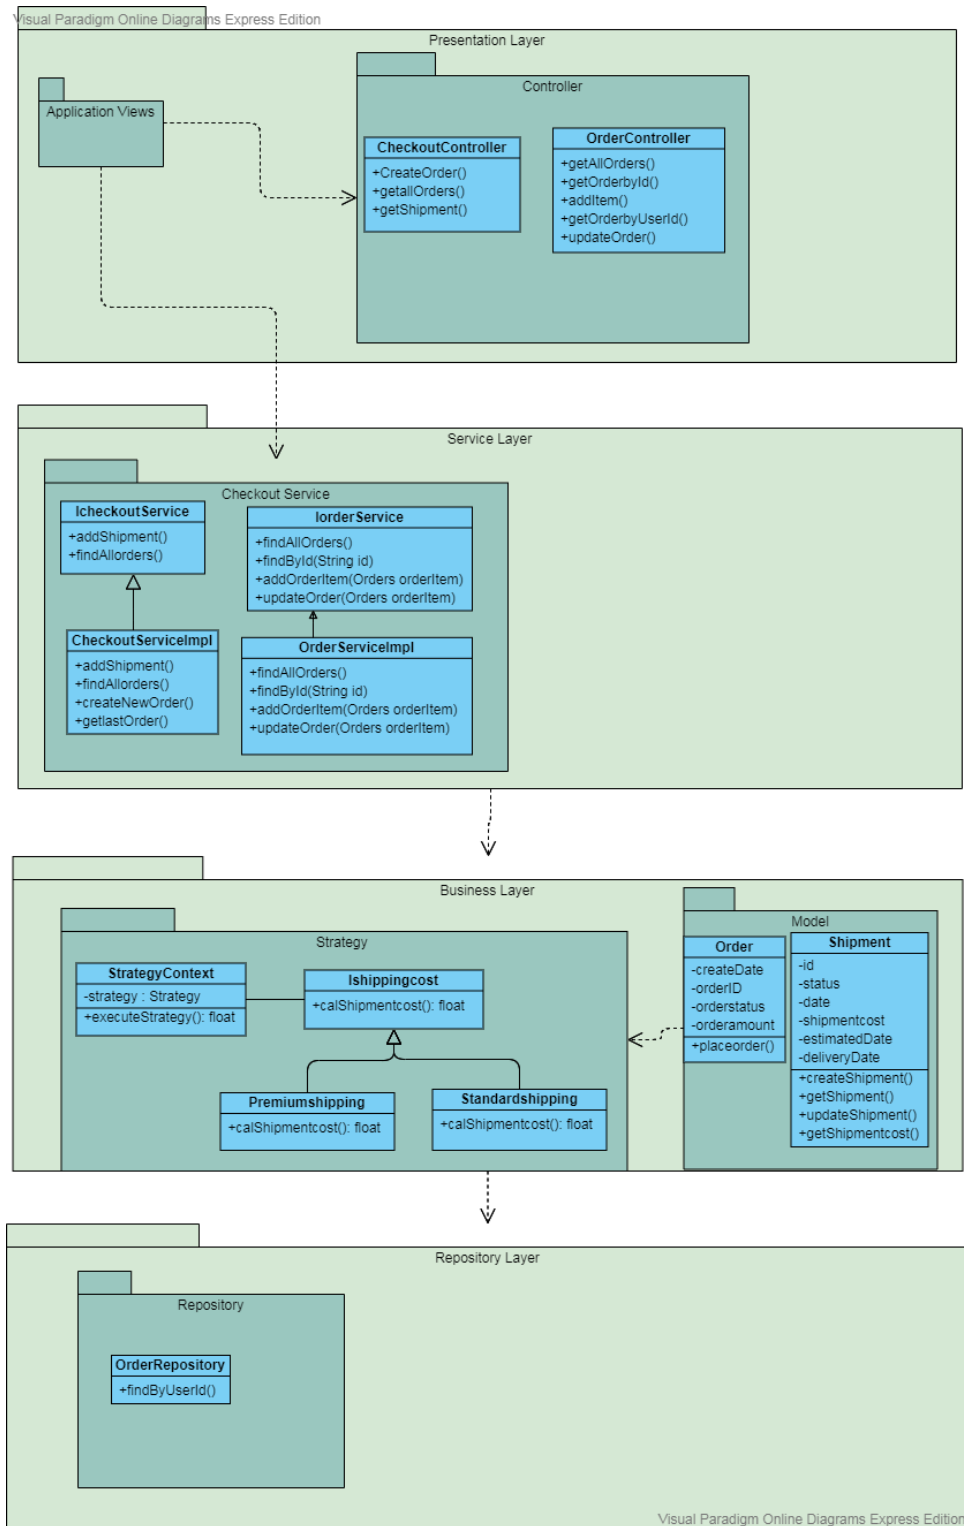 Visual Paradigm Online Diagrams Express Edition
Presentation Layer
Application Views
Controller
CheckoutController
+CreateOrder()
+getallOrders()
+getShipment()
OrderController
+getAllOrders()
+getOrderbyId()
+addItem()
+getOrderbyUserId()
+updateOrder()
Service Layer
Checkout Service
IcheckoutService
+addShipment()
+findAllorders()
IorderService
+findAllOrders()
+findById(String id)
+addOrderItem(Orders orderItem)
+updateOrder(Orders orderItem)
CheckoutServiceImpl
+addShipment()
+findAllorders()
+createNewOrder()
+getlastOrder()
OrderServiceImpl
+findAllOrders()
+findById(String id)
+addOrderItem(Orders orderItem)
+updateOrder(Orders orderItem)
Business Layer
Strategy
StrategyContext
-strategy : Strategy
+executeStrategy(): float
Ishippingcost
+calShipmentcost(): float
Premiumshipping
+calShipmentcost(): float
Standardshipping
+calShipmentcost(): float
Model
Order
-createDate
-orderID
-orderstatus
-orderamount
+placeorder()
Shipment
-id
-status
-date
-shipmentcost
-estimatedDate
-deliveryDate
+createShipment()
+getShipment()
+updateShipment()
+getShipmentcost()
Repository Layer
Repository
OrderRepository
+findByUserId()
Visual Paradigm Online Diagrams Express Edition